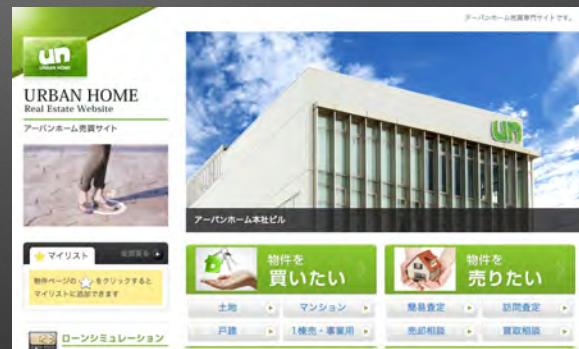 アーバンホーム売買専門サイトです。
un
URBAN HOME
URBAN HOME
Real Estate Website
アーバンホーム売買サイト
un
アーバンホーム本社ビル
マイリスト
物件ページの
をクリックすると
マイリストに追加できます
ローンシミュレーション
物件を
買いたい
土地
マンション
戸建
1棟売・事業用
物件を
売りたい
簡易査定
訪問査定
売却相談
買取相談